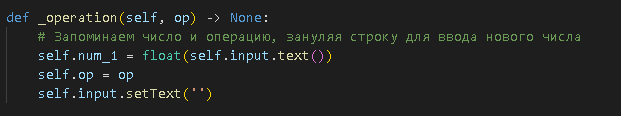 def _operation(self, op) -> None:
# Запоминаем число и операцию, зануляя строку для ввода нового числа
self.num_1 = float(self.input.text())
self.op = op
self.input.setText('')